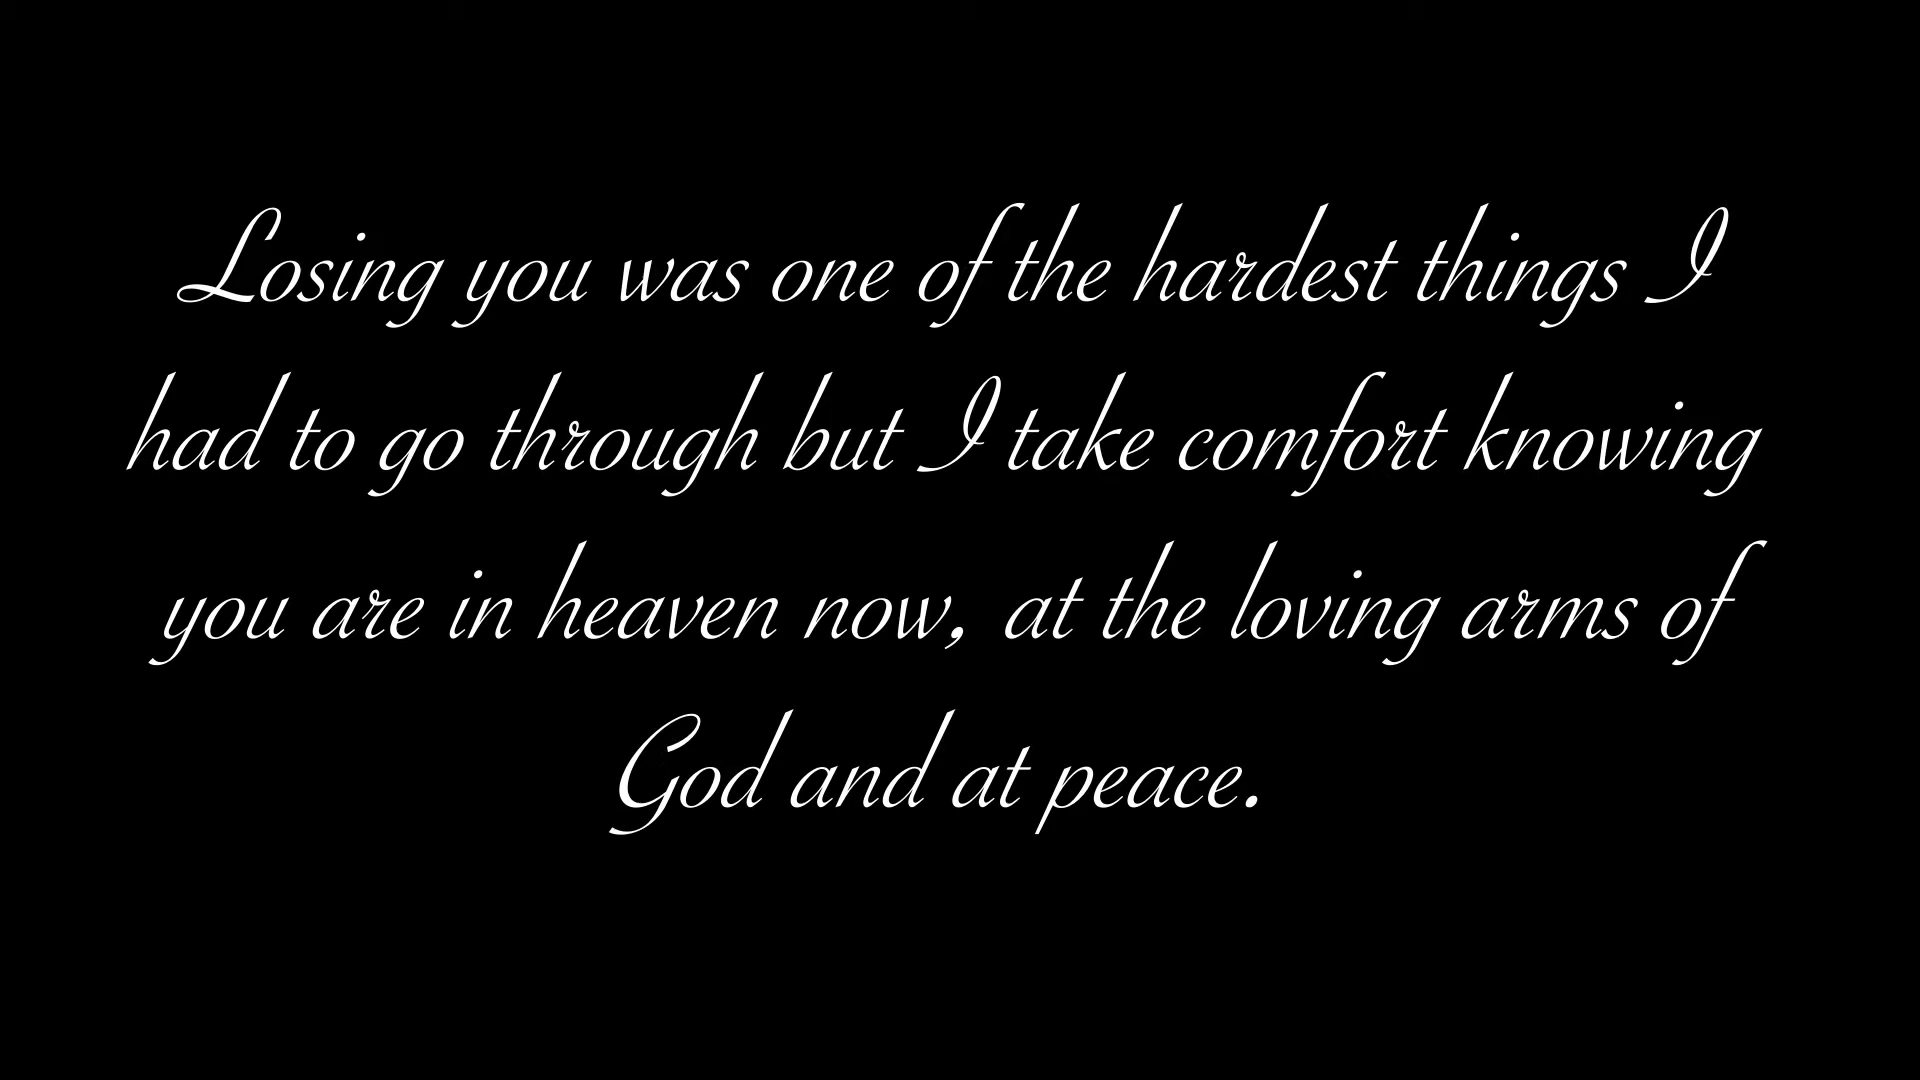 Losing you was one of the hardest things I
had to go through but I take comfort knowing
you are in heaven now, at the loving arms of
God and at peace.